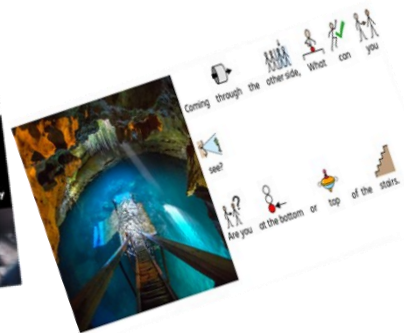 Coming through the other side, What can you
see?
Are you at the bottom or top of the stairs.